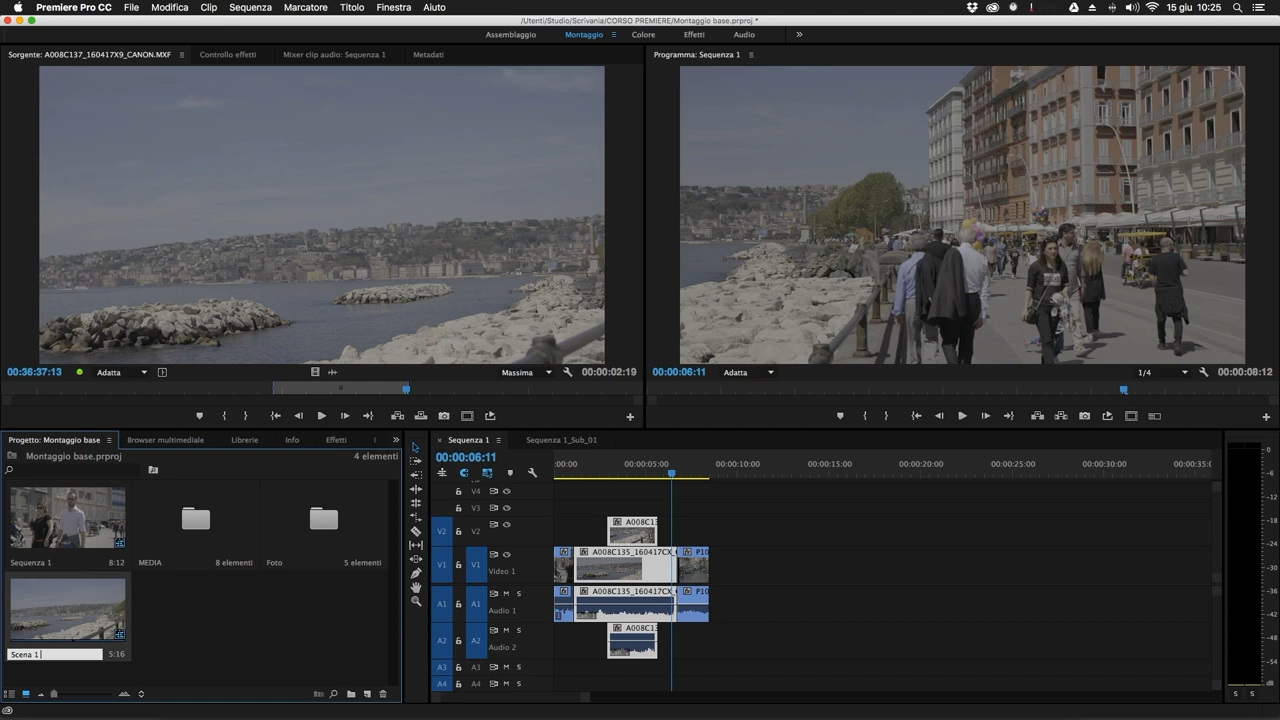 Premiere Pro CC File Modifica Clip Sequenza Marcatore Titolo Finestra Aiuto 15 giu 10:25
/Utenti/Studio/Scrivania/CORSO PREMIERE/Montaggio base.prproj *
Assemblaggio Montaggio Colore Effetti Audio
Sorgente: A008C137_160417X9_CANON.MXF Controllo effetti Mixer clip audio: Sequenza 1 Metadati
Programma: Sequenza 1
00:36:37:13 Adatta Massima 00:00:02:19
00:00:06:11 Adatta 1/4 00:00:08:12
Progetto: Montaggio base Browser multimediale Librerie Info Effetti
Montaggio base.prproj 4 elementi
Sequenza 1 8:12
MEDIA 8 elementi
Foto 5 elementi
Scena 1 5:16
Sequenza 1 Sequenza 1_Sub_01
00:00:06:11
:00:00 00:00:05:00 00:00:10:00 00:00:15:00 00:00:20:00 00:00:25:00 00:00:30:00 00:00:35:0
V4
V3
V2 V2 A008C13
V1 V1 Video 1 A008C135_160417CX_ P10
A1 A1 M S Audio 1 A008C135_160417CX_ P10
A2 A2 M S Audio 2 A008C13
A3 A3 M S
A4 A4 M S
0
-6
-12
-18
-24
-30
-36
-42
-48
-54
dB
S S